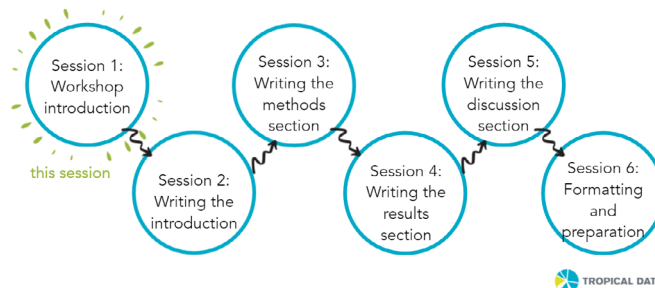 Session 1:
Workshop
introduction
this session
Session 2:
Writing the
introduction
Session 3:
Writing the
methods
section
Session 4:
Writing the
results
section
Session 5:
Writing the
discussion
section
Session 6:
Formatting
and
preparation
TROPICAL DAT